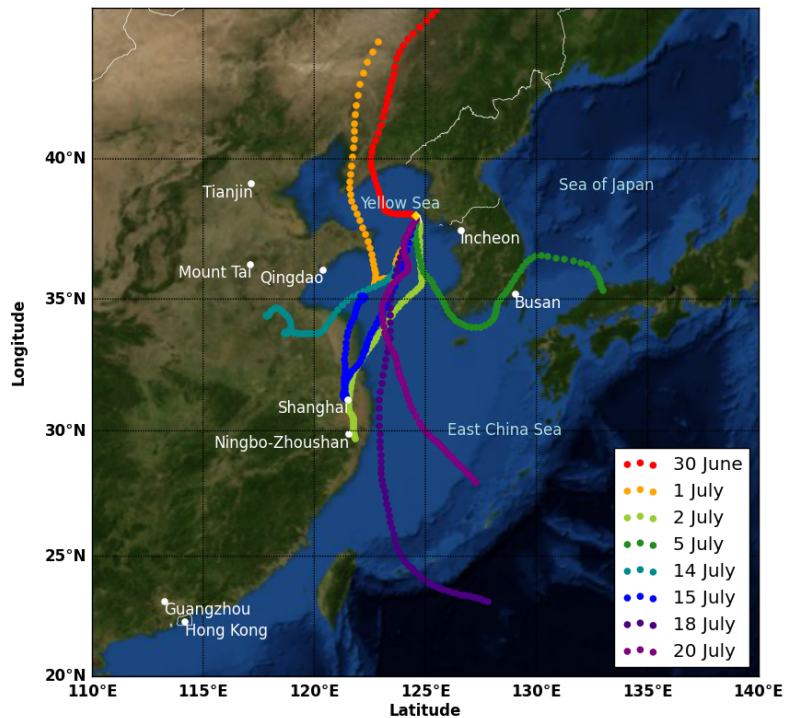 40°N
35°N
30°N
25°N
20°N
Longitude
Tianjin
Mount Tai
Qingdao
Yellow Sea
Incheon
Sea of Japan
Busan
Shanghai
Ningbo-Zhoushan
East China Sea
Guangzhou
Hong Kong
30 June
1 July
2 July
5 July
14 July
15 July
18 July
20 July
110°E 115°E 120°E 125°E 130°E 135°E 140°E
Latitude